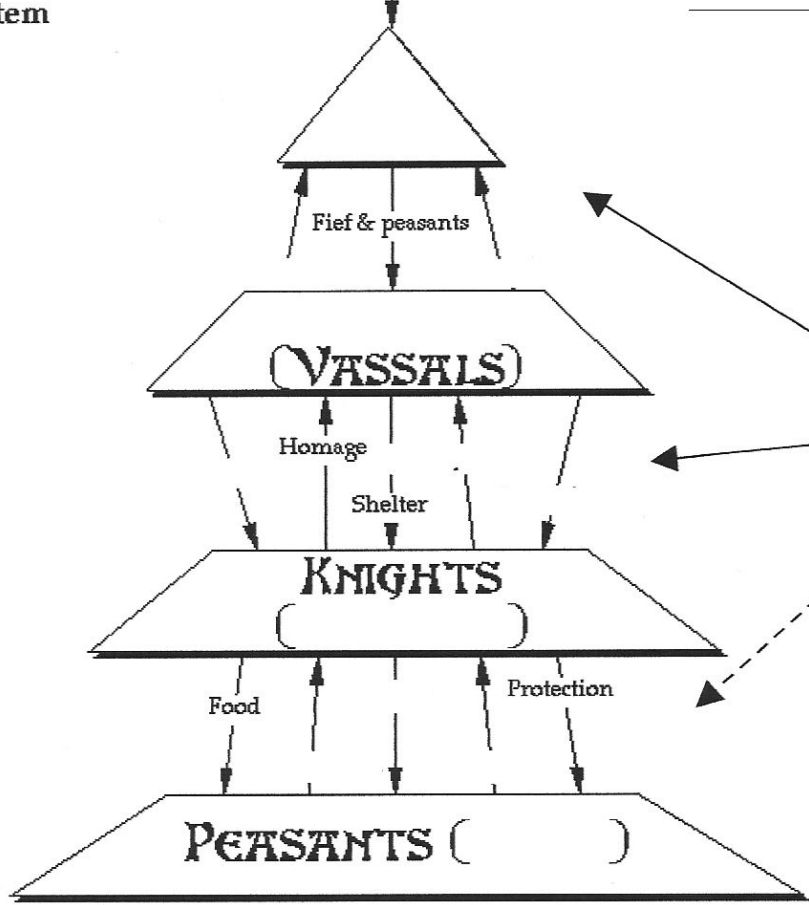 tem
Fief & peasants
(VASSALS)
Homage
Shelter
KNIGHTS
( )
Food
Protection
PEASANTS ( )